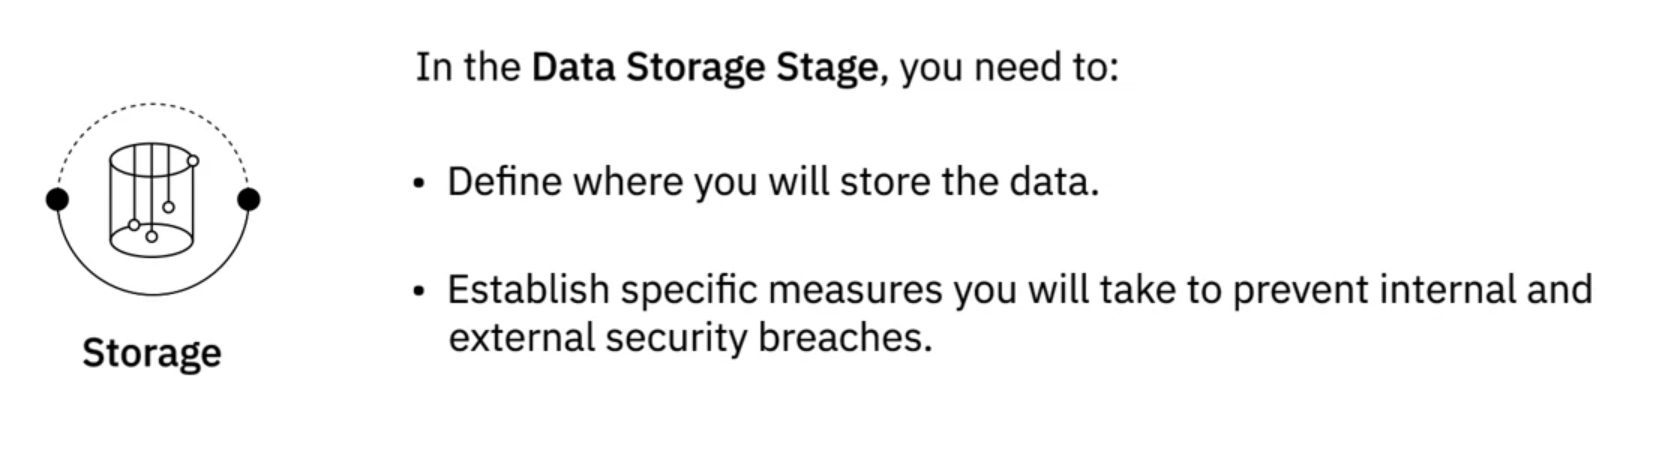 In the Data Storage Stage, you need to:
• Define where you will store the data.
• Establish specific measures you will take to prevent internal and
external security breaches.
Storage